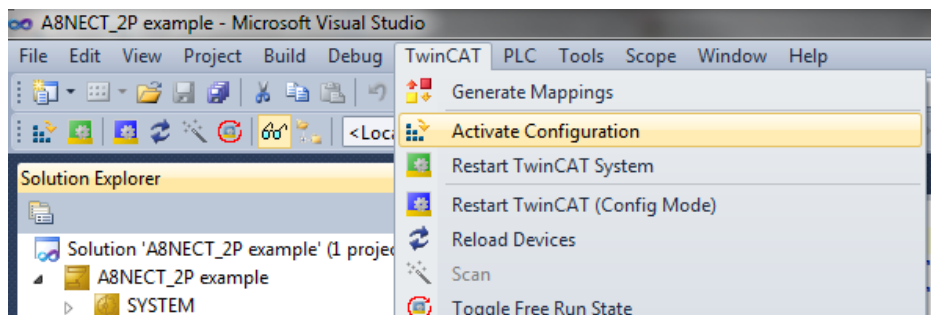 A8NECT_2P example - Microsoft Visual Studio
File Edit View Project Build Debug TwinCAT PLC Tools Scope Window Help
Generate Mappings
<Loca
Activate Configuration
Restart TwinCAT System
Solution Explorer
Restart TwinCAT (Config Mode)
Solution 'A8NECT_2P example' (1 projec
Reload Devices
A8NECT_2P example
Scan
SYSTEM
Toggle Free Run State